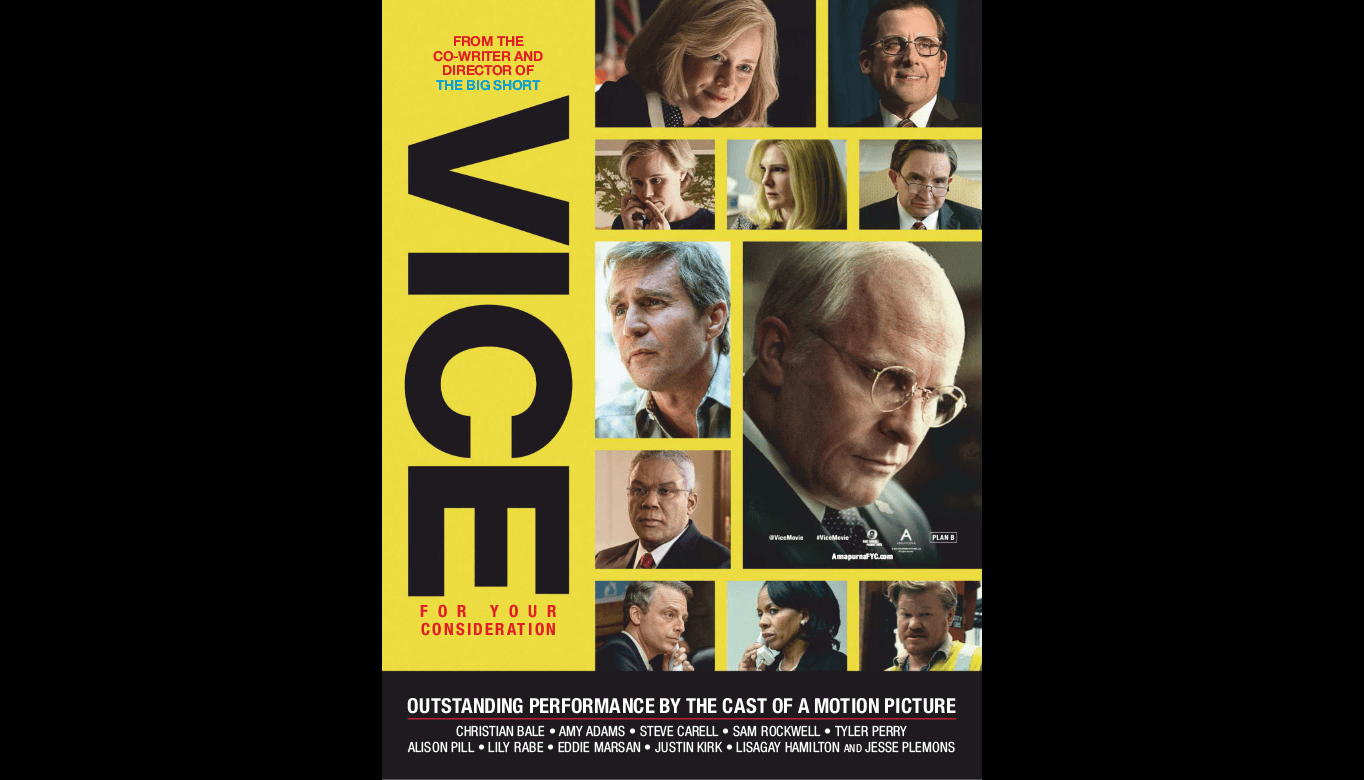 FROM THE
CO-WRITER AND
DIRECTOR OF
THE BIG SHORT
VICE
FOR YOUR
CONSIDERATION
@ViceMovie #ViceMovie PLAN B
AnnapurnaFYC.com
OUTSTANDING PERFORMANCE BY THE CAST OF A MOTION PICTURE
CHRISTIAN BALE • AMY ADAMS • STEVE CARELL • SAM ROCKWELL • TYLER PERRY
ALISON PILL • LILY RABE • EDDIE MARSAN • JUSTIN KIRK • LISAGAY HAMILTON AND JESSE PLEMONS